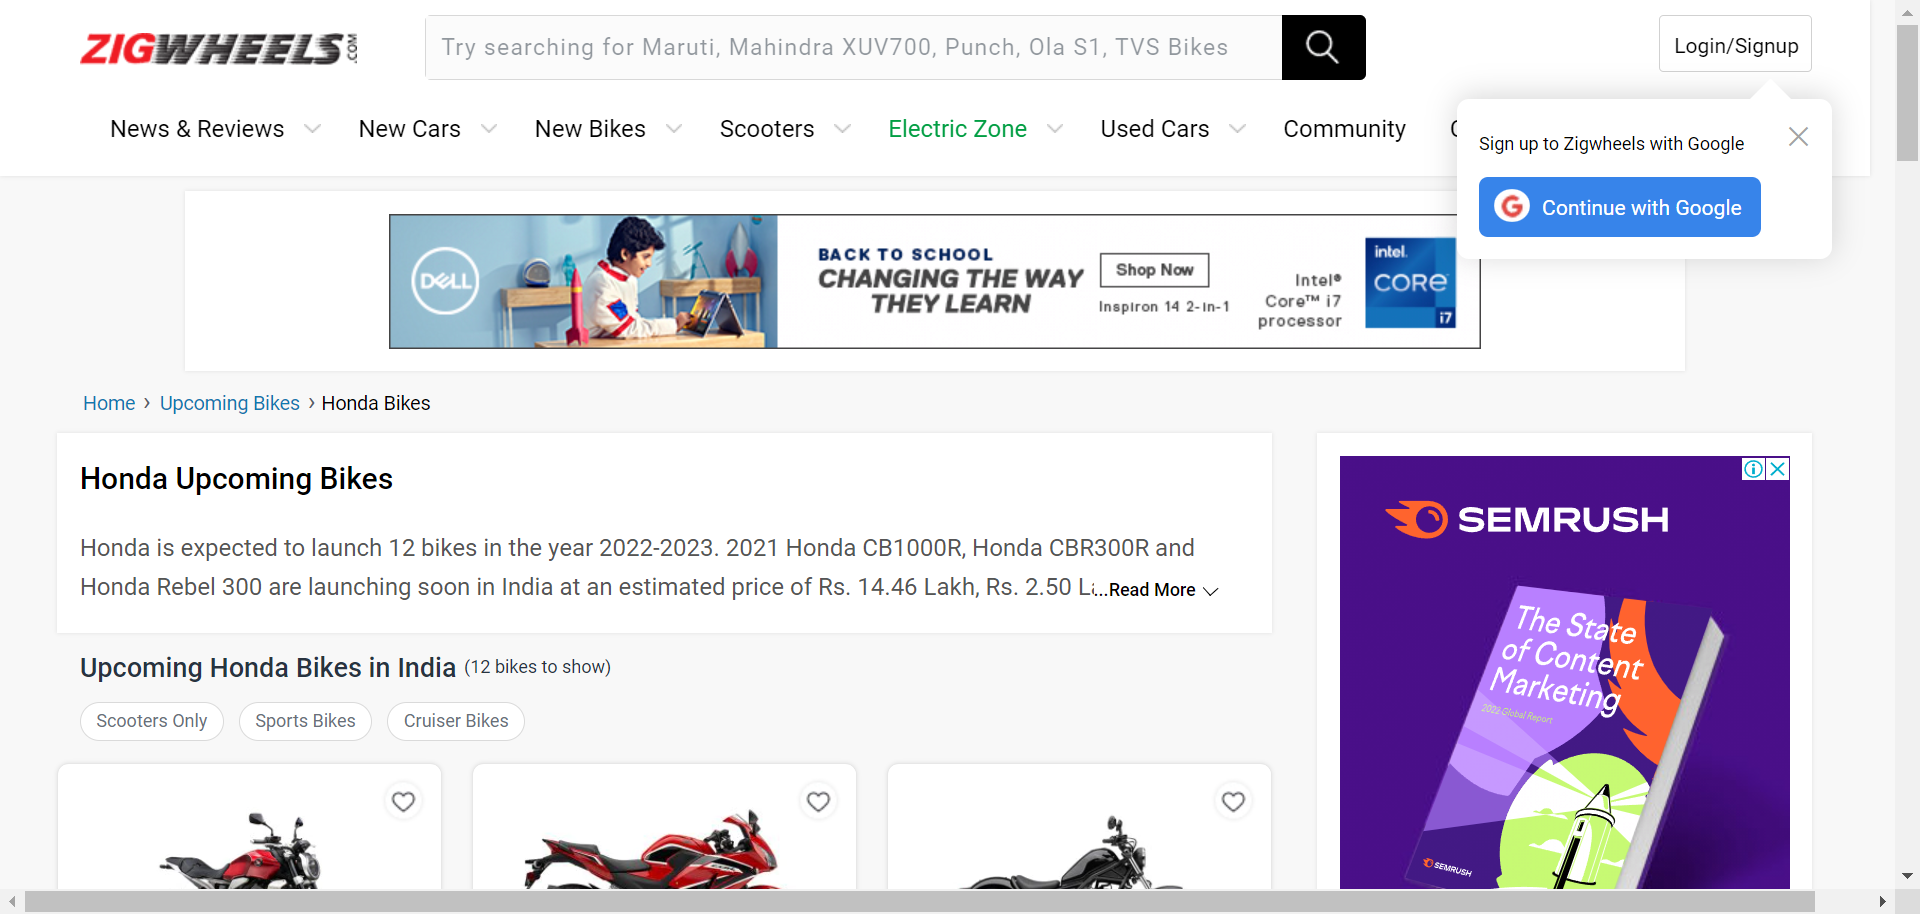 ZIGWHEELS.COM
Try searching for Maruti, Mahindra XUV700, Punch, Ola S1, TVS Bikes
Login/Signup
News & Reviews
New Cars
New Bikes
Scooters
Electric Zone
Used Cars
Community
Sign up to Zigwheels with Google
Continue with Google
DELL
BACK TO SCHOOL
CHANGING THE WAY
THEY LEARN
Shop Now
Inspiron 14 2-in-1
Intel®
Core™ i7
processor
intel.
CORE
i7
Home › Upcoming Bikes › Honda Bikes
Honda Upcoming Bikes
Honda is expected to launch 12 bikes in the year 2022-2023. 2021 Honda CB1000R, Honda CBR300R and
Honda Rebel 300 are launching soon in India at an estimated price of Rs. 14.46 Lakh, Rs. 2.50 L ...Read More
Upcoming Honda Bikes in India (12 bikes to show)
Scooters Only
Sports Bikes
Cruiser Bikes
SEMRUSH
The State
of Content
Marketing
2022 Global Report
SEMRUSH